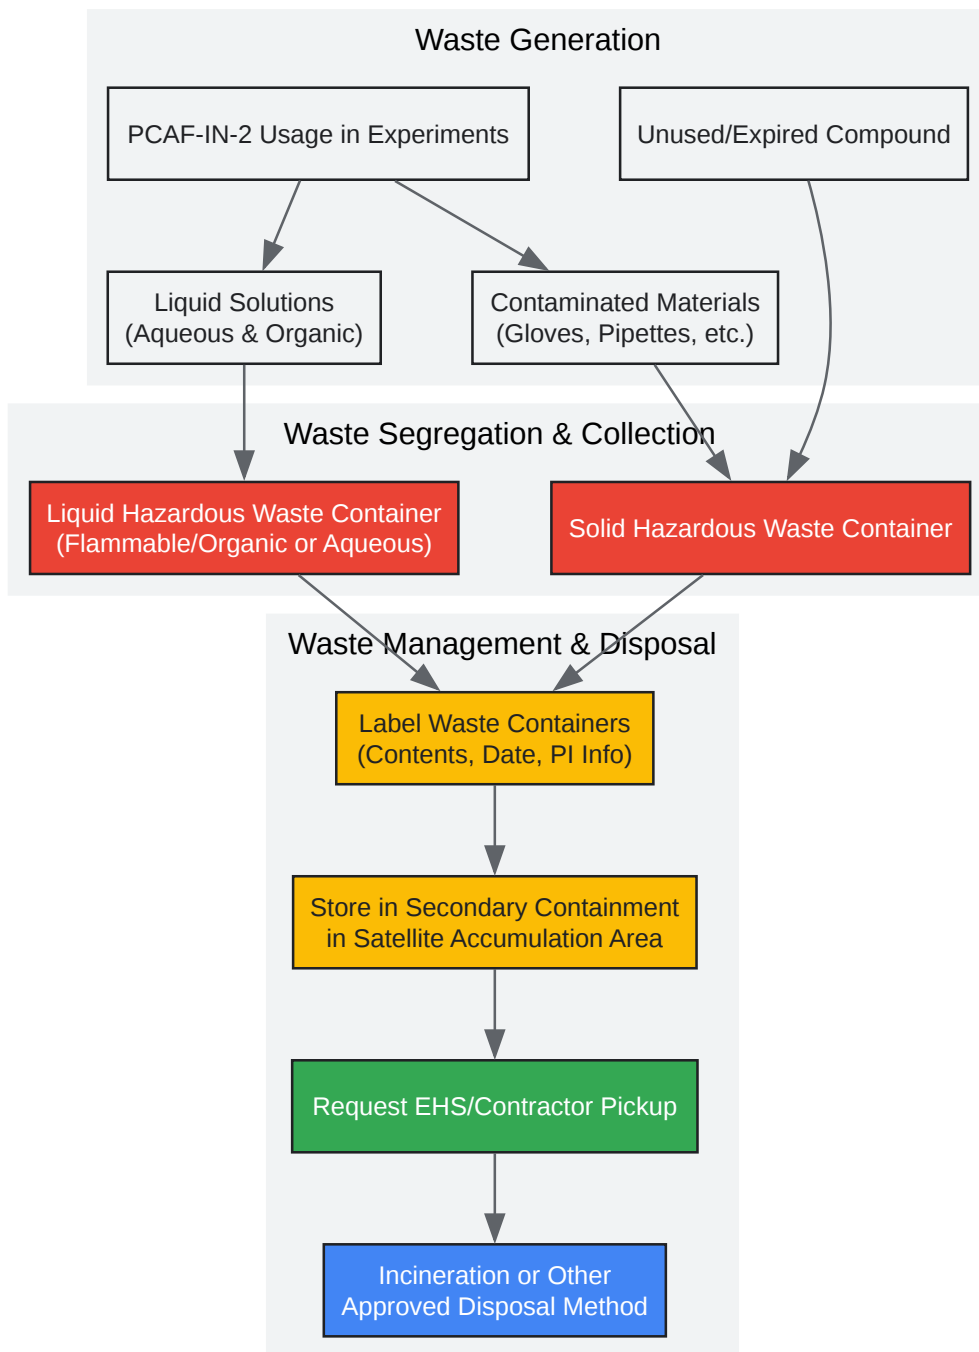 Waste Generation
PCAF-IN-2 Usage in Experiments
Unused/Expired Compound
Liquid Solutions
(Aqueous & Organic)
Contaminated Materials
(Gloves, Pipettes, etc.)
Waste Segregation & Collection
Liquid Hazardous Waste Container
(Flammable/Organic or Aqueous)
Solid Hazardous Waste Container
Waste Management & Disposal
Label Waste Containers
(Contents, Date, PI Info)
Store in Secondary Containment
in Satellite Accumulation Area
Request EHS/Contractor Pickup
Incineration or Other
Approved Disposal Method